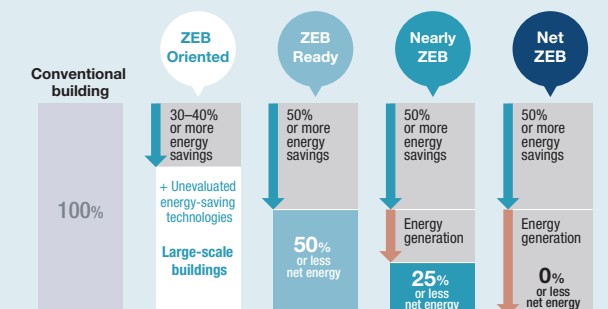 Conventional
building
100%
ZEB
Oriented
30–40%
or more
energy
savings
+ Unevaluated
energy-saving
technologies
Large-scale
buildings
ZEB
Ready
50%
or more
energy
savings
50%
or less
net energy
Nearly
ZEB
50%
or more
energy
savings
Energy
generation
25%
or less
net energy
Net
ZEB
50%
or more
energy
savings
Energy
generation
0%
or less
net energy